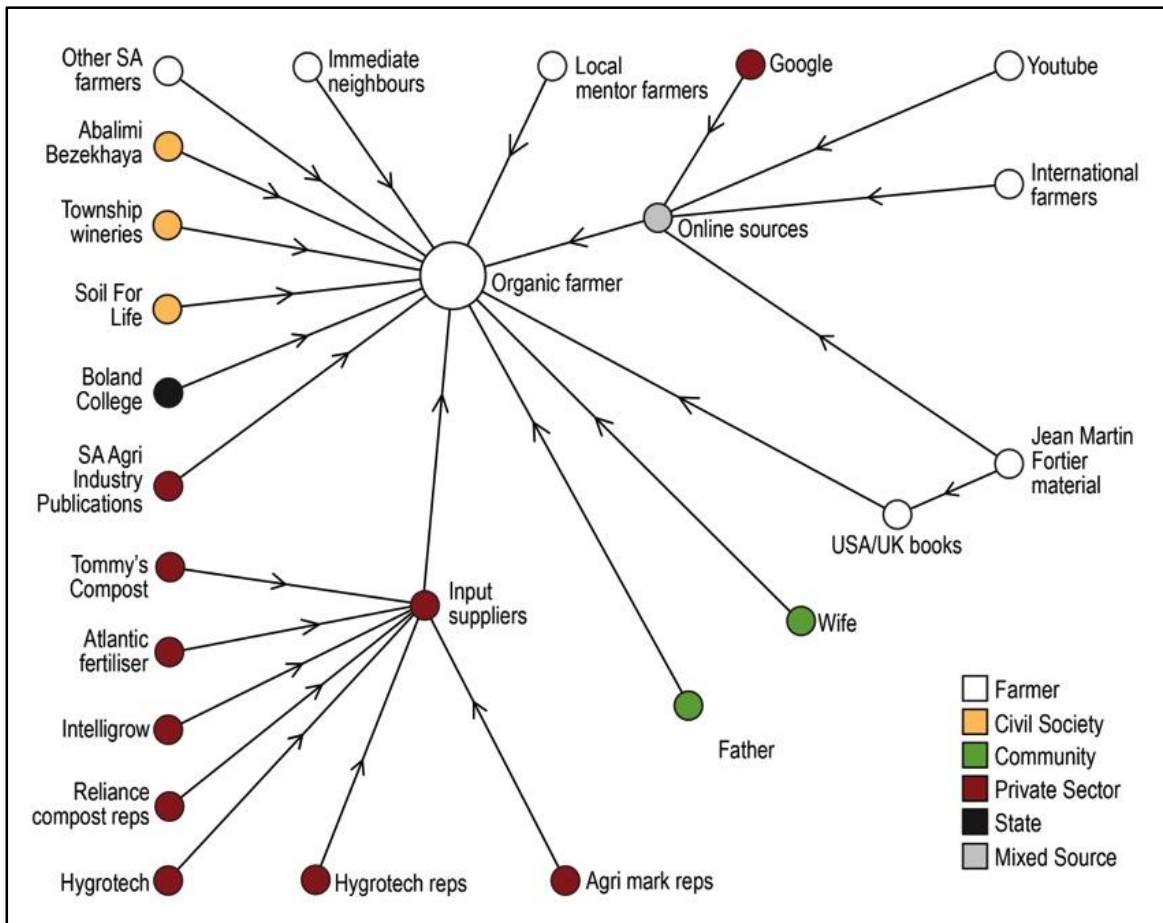 Other SA
farmers
Immediate
neighbours
Local
mentor farmers
Google
Youtube
Abalimi
Bezekhaya
International
farmers
Township
wineries
Online sources
Soil For
Life
Organic farmer
Boland
College
SA Agri
Industry
Publications
Jean Martin
Fortier
material
USA/UK books
Tommy's
Compost
Input
suppliers
Wife
Atlantic
fertiliser
Intelligrow
Father
Reliance
compost reps
Hygrotech
Hygrotech reps
Agri mark reps
Farmer
Civil Society
Community
Private Sector
State
Mixed Source